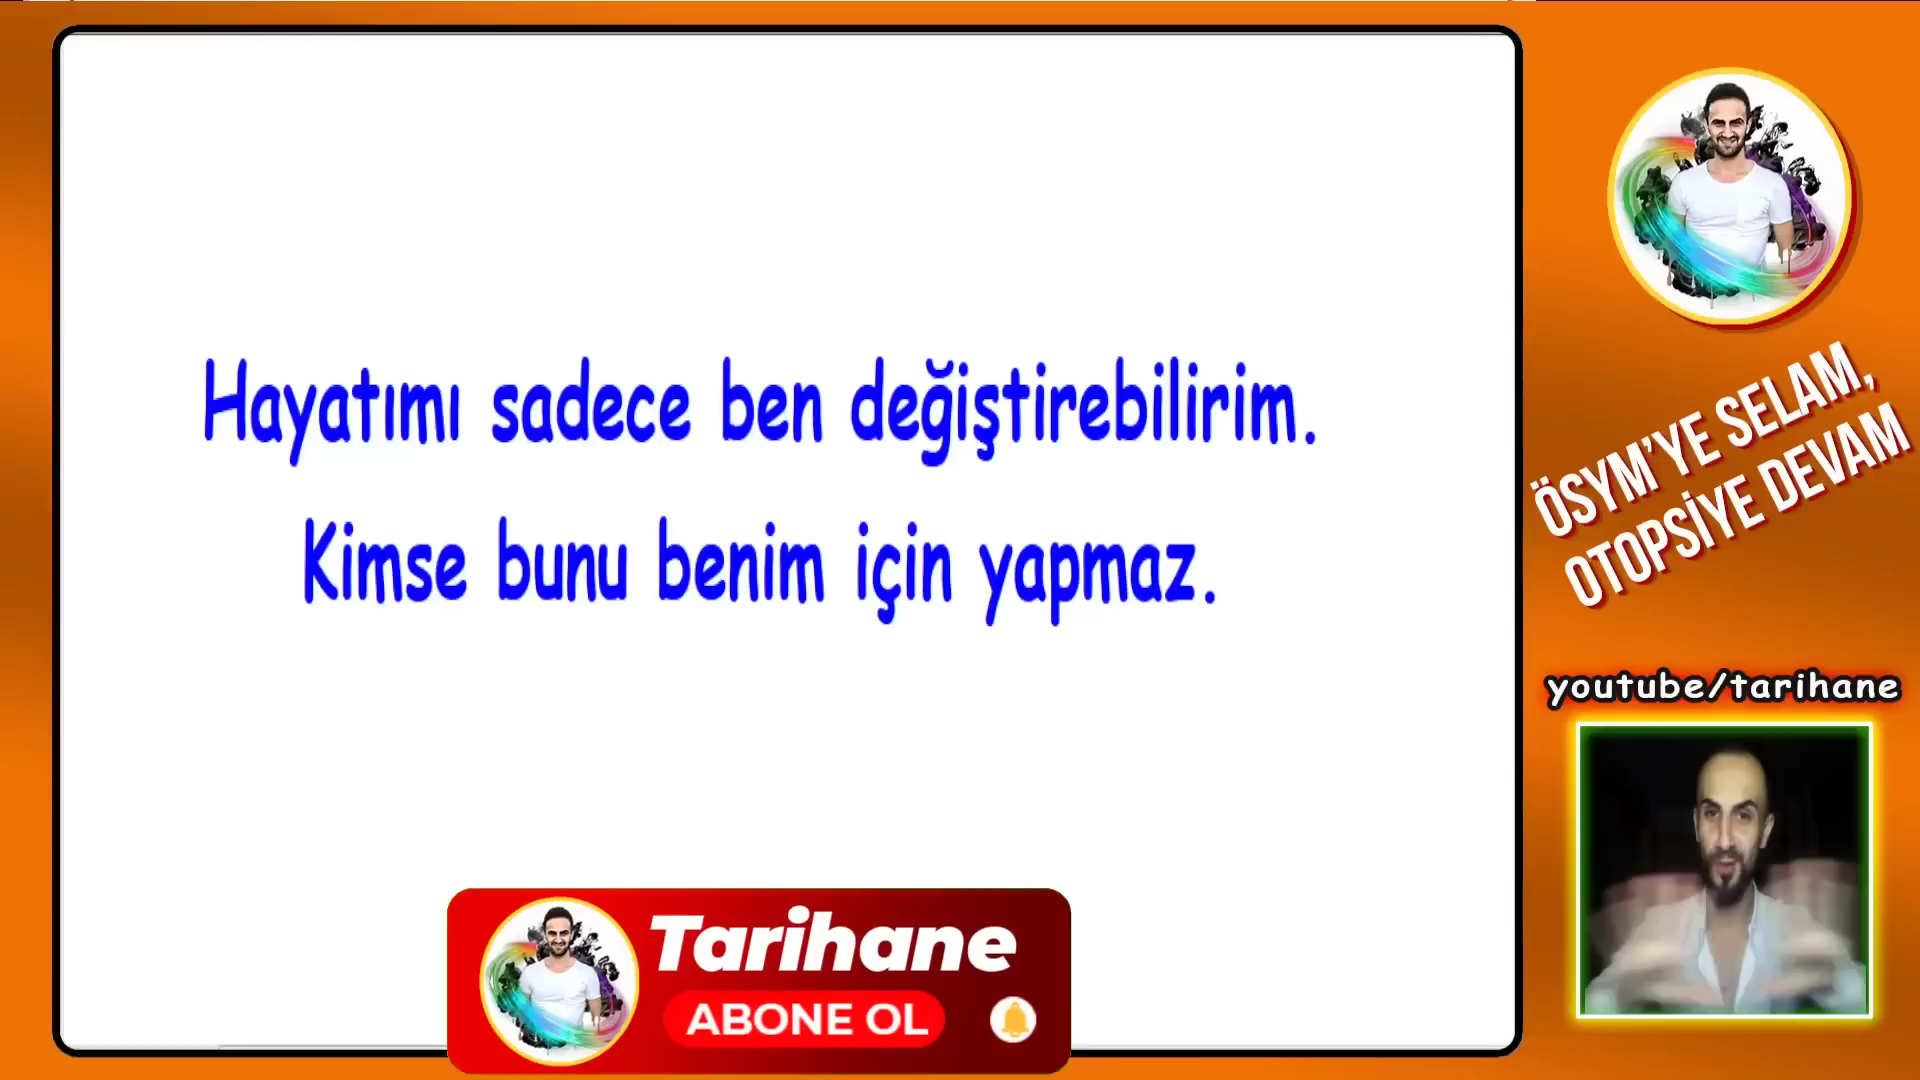 Hayatımı sadece ben değiştirebilirim.
Kimse bunu benim için yapmaz.
ÖSYM'YE SELAM,
OTOPSİYE DEVAM
youtube/tarihane
Tarihane
ABONE OL